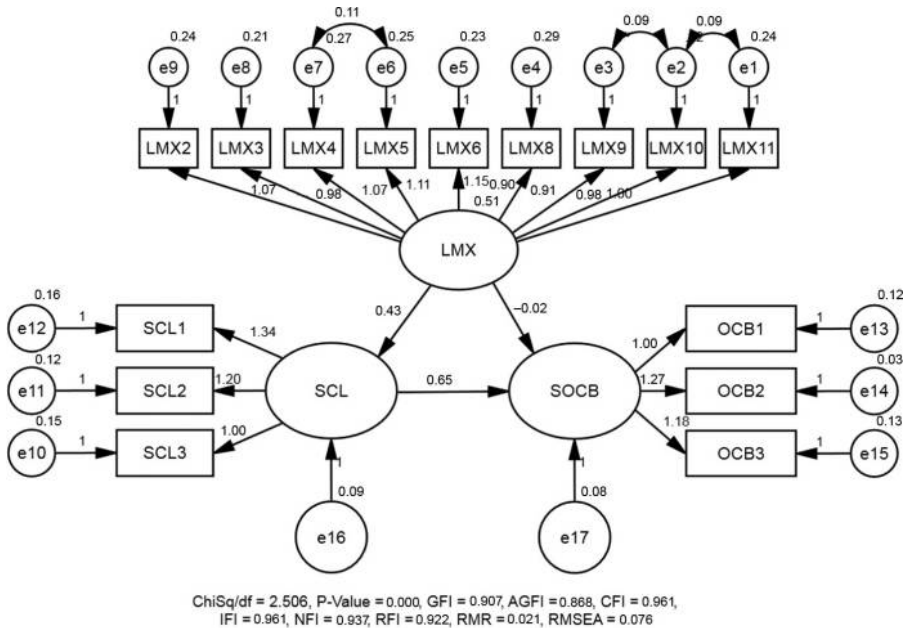 0.11 0.09 0.09
0.24 0.21 0.27 0.25 0.23 0.29 0.24
e9 e8 e7 e6 e5 e4 e3 e2 e1
1 1 1 1 1 1 1 1 1
LMX2 LMX3 LMX4 LMX5 LMX6 LMX8 LMX9 LMX10 LMX11
1.07 0.98 1.07 1.11 1.15 0.90 0.91 0.98 1.00
0.51
LMX
0.43 –0.02
0.16 0.12
e12 1 SCL1 1.34 1.00 OCB1 1 e13
0.12 0.03
e11 1 SCL2 1.20 SCL 0.65 SOCB 1.27 OCB2 1 e14
0.15 0.13
e10 1 SCL3 1.00 1.18 OCB3 1 e15
1 1
0.09 0.08
e16 e17
ChiSq/df = 2.506, P-Value = 0.000, GFI = 0.907, AGFI = 0.868, CFI = 0.961,
IFI = 0.961, NFI = 0.937, RFI = 0.922, RMR = 0.021, RMSEA = 0.076